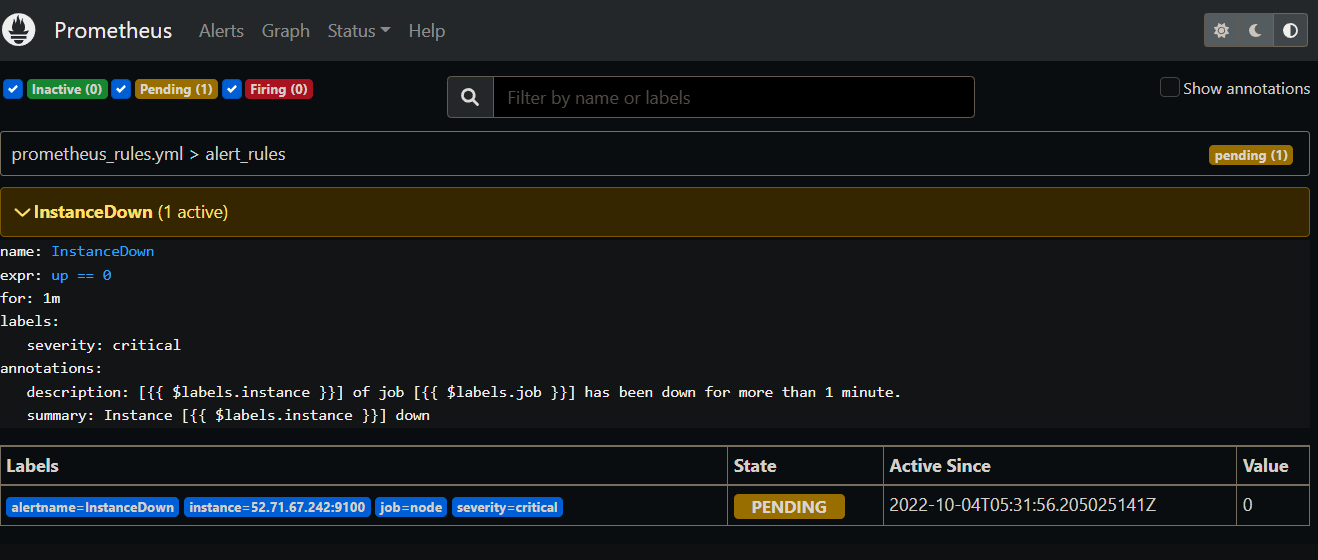 Prometheus Alerts Graph Status Help
Inactive (0) Pending (1) Firing (0) Filter by name or labels Show annotations
prometheus_rules.yml > alert_rules pending (1)
InstanceDown (1 active)
name: InstanceDown
expr: up == 0
for: 1m
labels:
severity: critical
annotations:
description: [{{ $labels.instance }}] of job [{{ $labels.job }}] has been down for more than 1 minute.
summary: Instance [{{ $labels.instance }}] down
Labels State Active Since Value
alertname=InstanceDown instance=52.71.67.242:9100 job=node severity=critical PENDING 2022-10-04T05:31:56.205025141Z 0